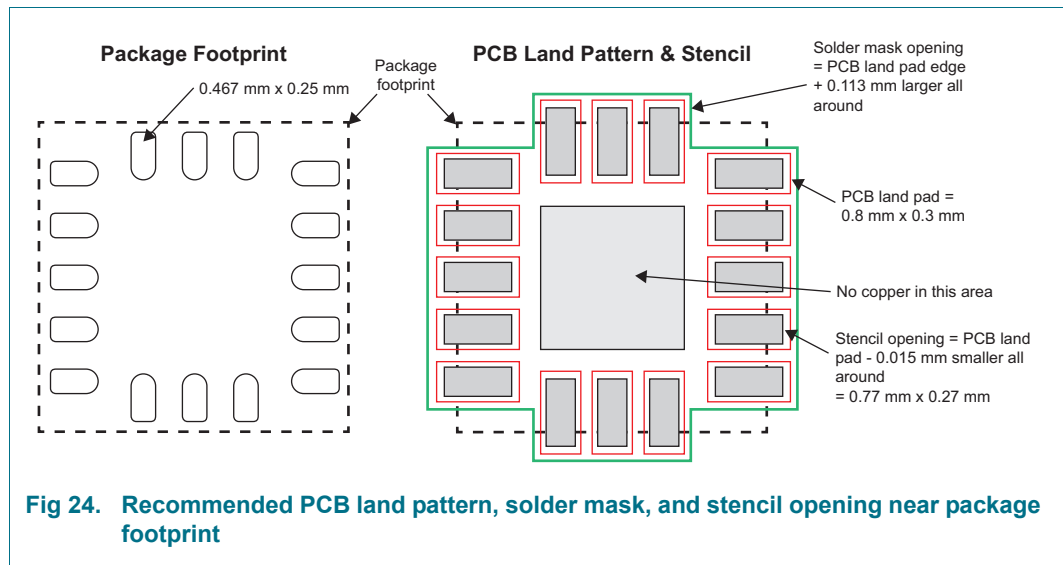 Package Footprint
0.467 mm x 0.25 mm
Package
footprint
PCB Land Pattern & Stencil
Solder mask opening
= PCB land pad edge
+ 0.113 mm larger all
around
PCB land pad =
0.8 mm x 0.3 mm
No copper in this area
Stencil opening = PCB land
pad - 0.015 mm smaller all
around
= 0.77 mm x 0.27 mm
Fig 24. Recommended PCB land pattern, solder mask, and stencil opening near package
footprint